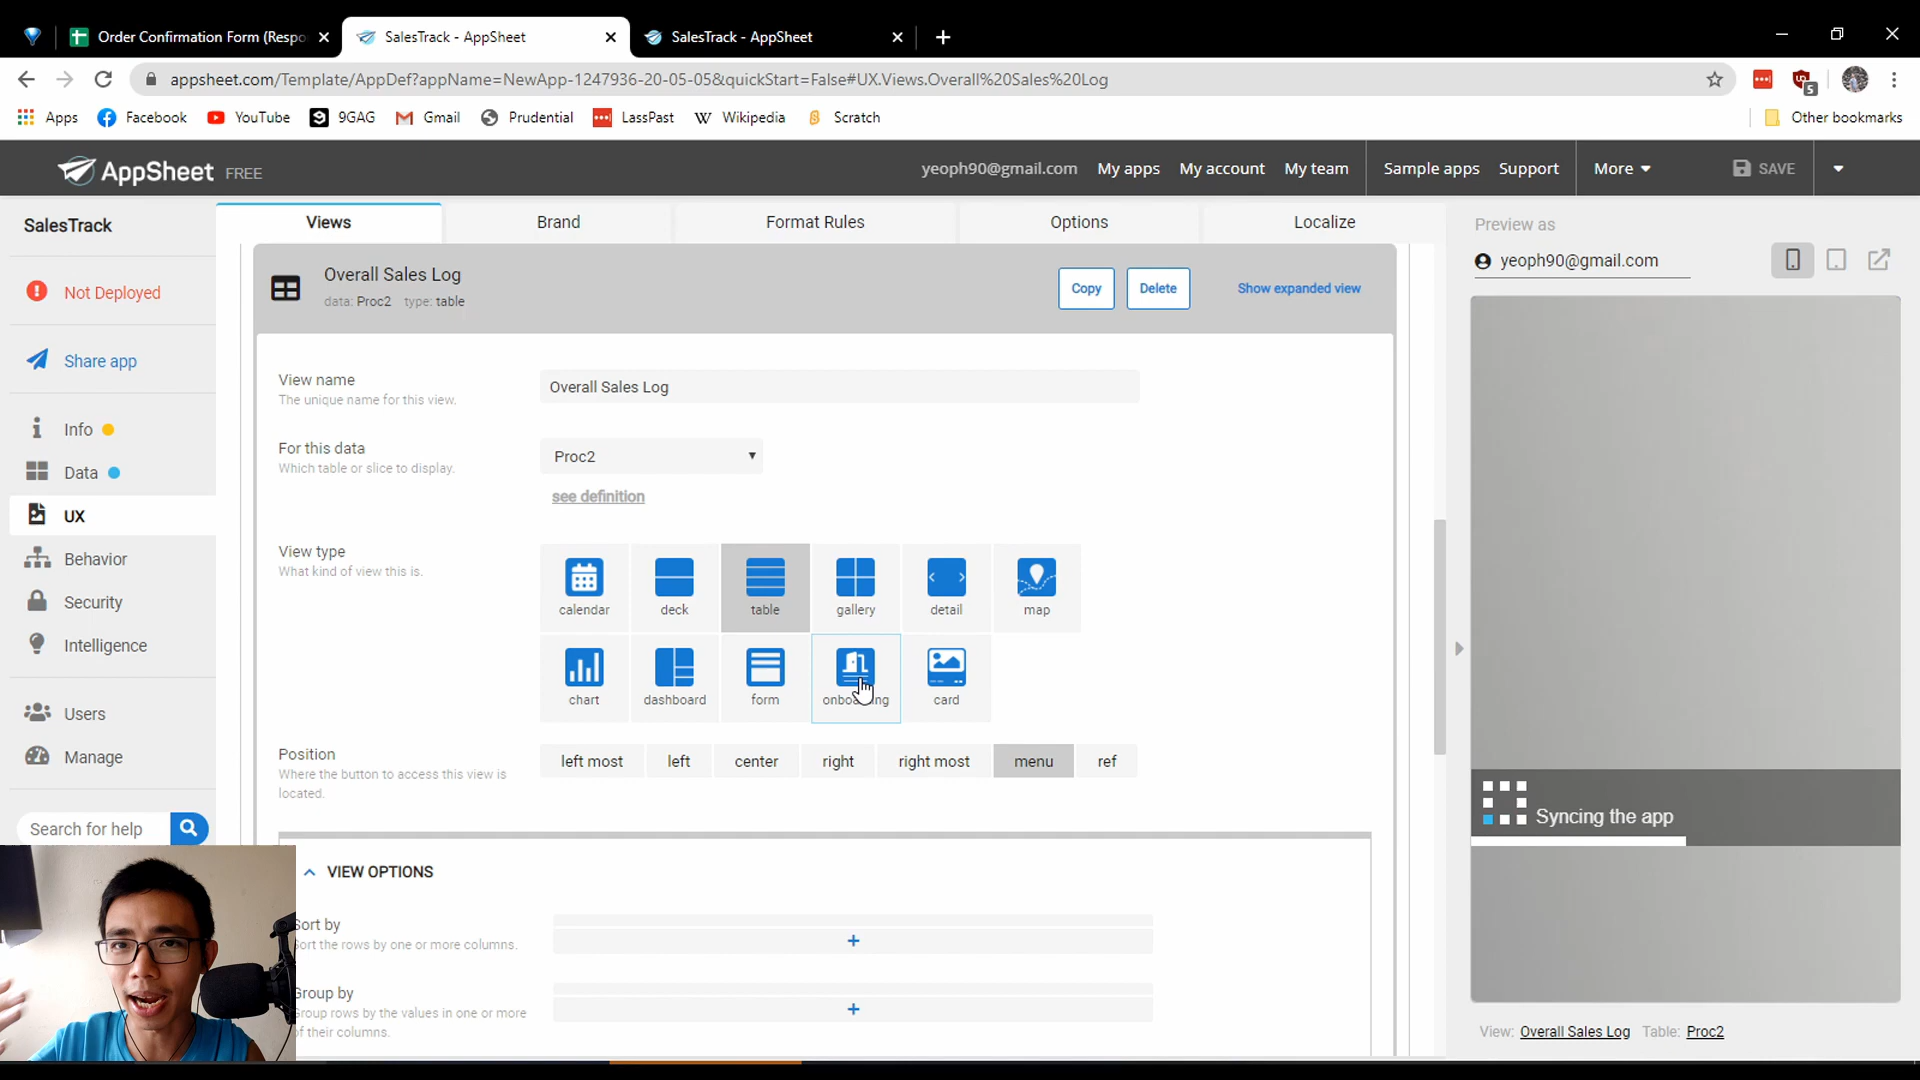 Order Confirmation Form (Respo
SalesTrack - AppSheet
SalesTrack - AppSheet
appsheet.com/Template/AppDef?appName=NewApp-1247936-20-05-05&quickStart=False#UX.Views.Overall%20Sales%20Log
5
Apps
Facebook
YouTube
9GAG
Gmail
Prudential
LassPast
Wikipedia
Scratch
Other bookmarks
AppSheet FREE
yeoph90@gmail.com
My apps
My account
My team
Sample apps
Support
More
SAVE
SalesTrack
Not Deployed
Share app
Info
Data
UX
Behavior
Security
Intelligence
Users
Manage
Search for help
Views
Brand
Format Rules
Options
Localize
Overall Sales Log
data: Proc2 type: table
Copy
Delete
Show expanded view
View name
The unique name for this view.
Overall Sales Log
For this data
Which table or slice to display.
Proc2
see definition
View type
What kind of view this is.
calendar
deck
table
gallery
detail
map
chart
dashboard
form
card
Position
Where the button to access this view is
located.
left most
left
center
right
right most
menu
ref
VIEW OPTIONS
Sort by
Sort the rows by one or more columns.
Group by
Group rows by the values in one or more
of their columns.
Preview as
yeoph90@gmail.com
Syncing the app
View: Overall Sales Log Table: Proc2